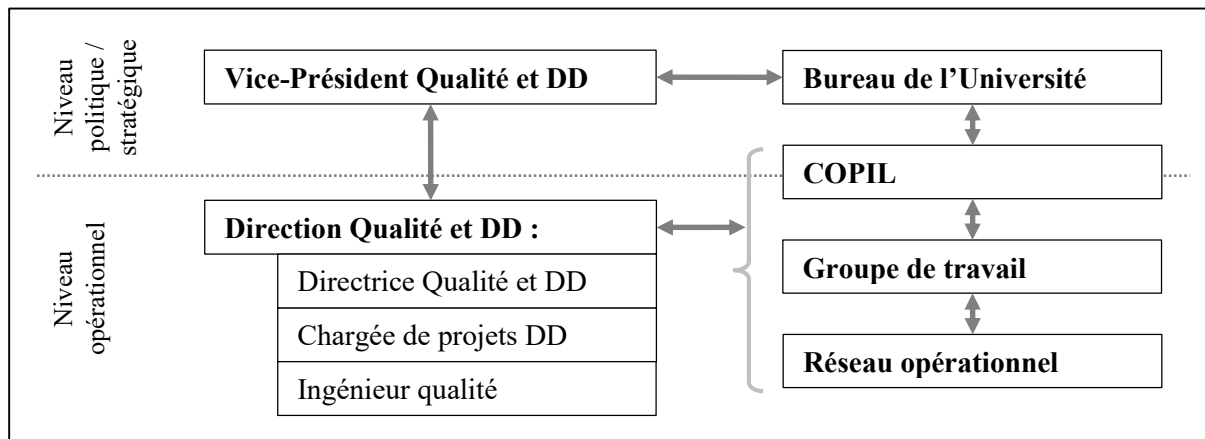 Niveau
politique /
stratégique
Vice-Président Qualité et DD
Bureau de l’Université
COPIL
Niveau
opérationnel
Direction Qualité et DD :
Directrice Qualité et DD
Chargée de projets DD
Ingénieur qualité
Groupe de travail
Réseau opérationnel